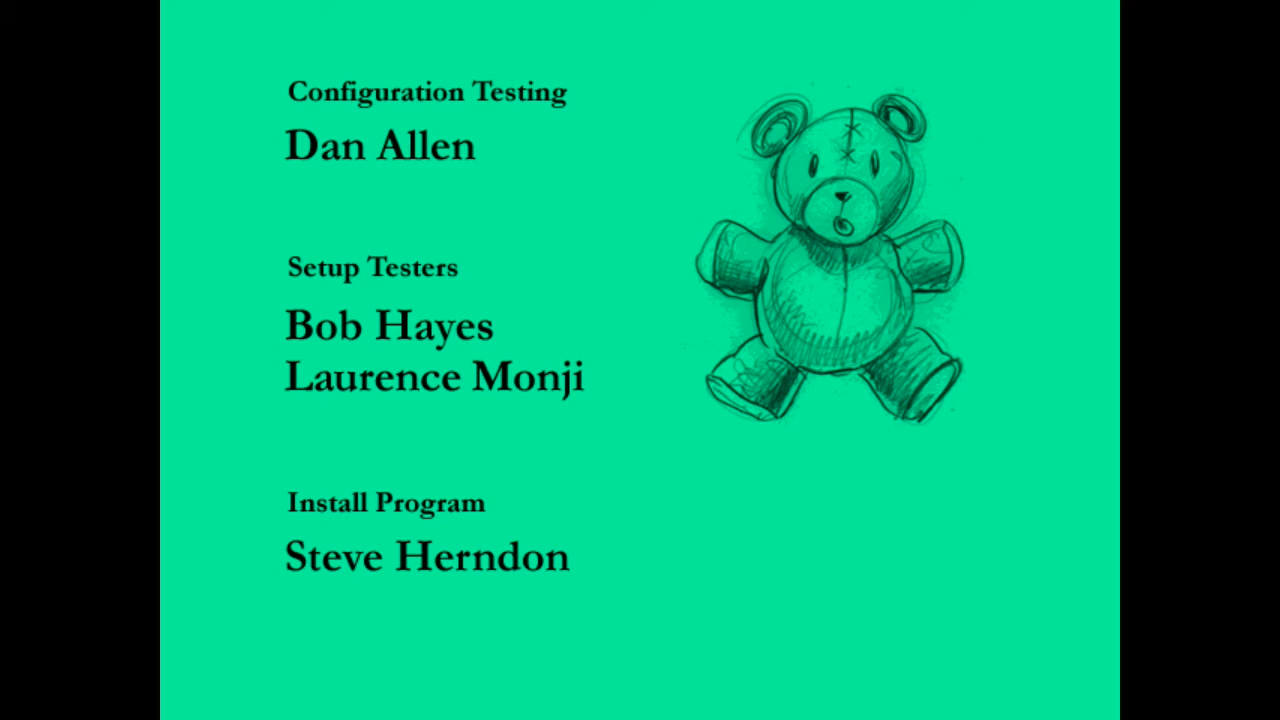 Configuration Testing
Dan Allen
Setup Testers
Bob Hayes
Laurence Monji
Install Program
Steve Herndon